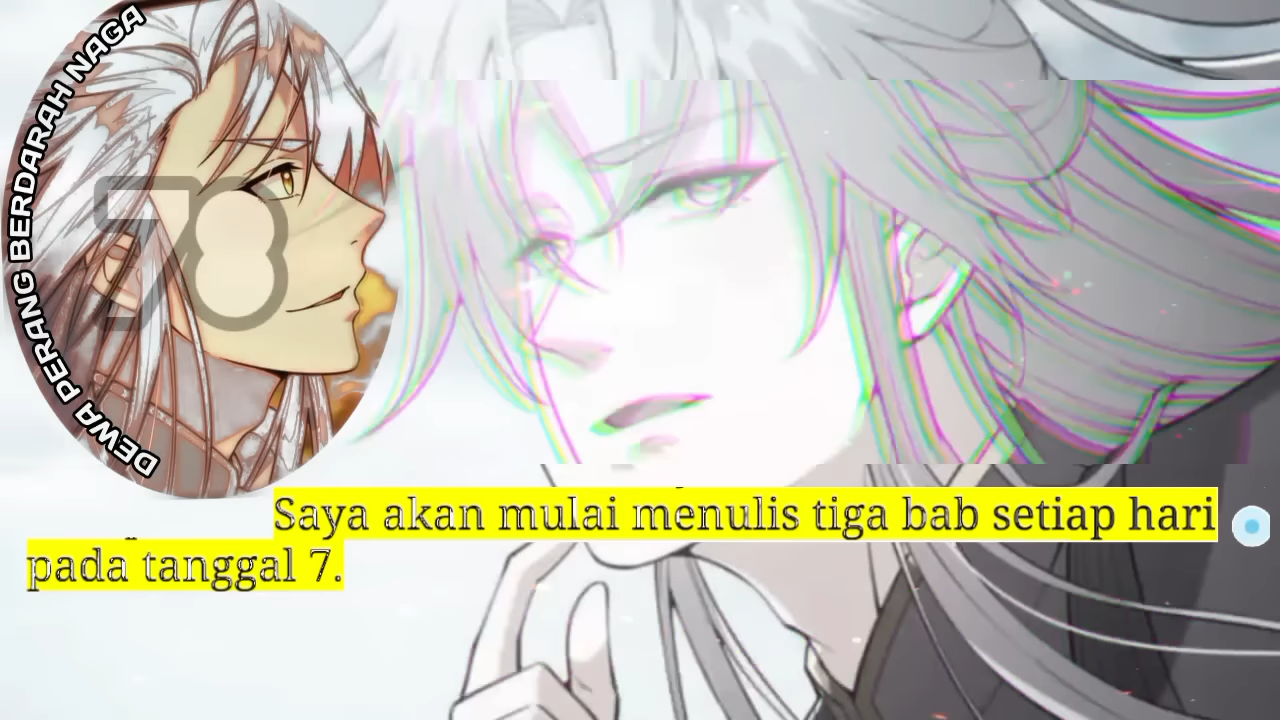 DEWA PERANG BERDARAH NAGA
78
Saya akan mulai menulis tiga bab setiap hari
pada tanggal 7.